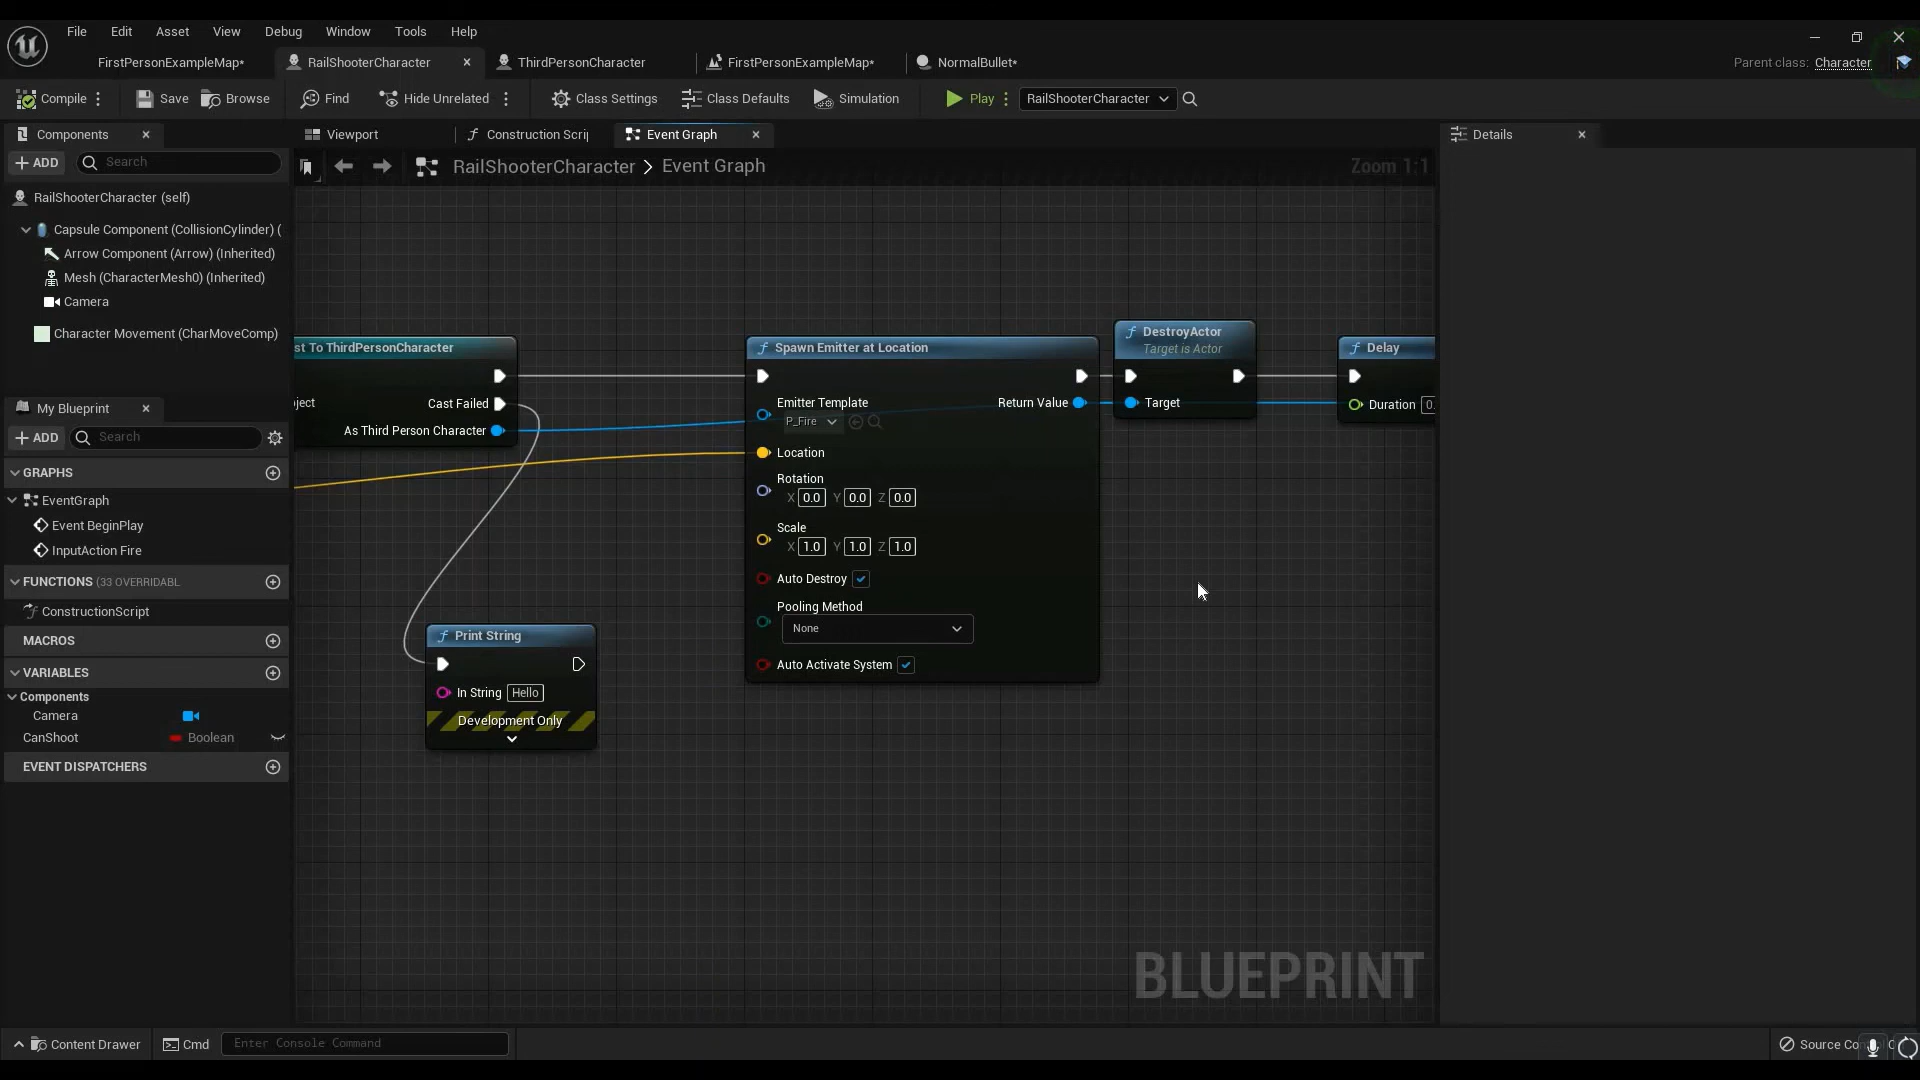 File Edit View Debug Window Tools Help
FirstPersonExampleMap* RailShooterCharacter ThirdPersonCharacter FirstPersonExampleMap* NormalBullet* Parent class: Character
Compile Save Browse Find Hide Unrelated Class Settings Class Defaults Simulation Play RailShooterCharacter
Components
ADD Search
RailShooterCharacter (self)
Capsule Component (CollisionCylinder) (
Arrow Component (Arrow) (Inherited)
Mesh (CharacterMesh0) (Inherited)
Camera
Character Movement (CharMoveComp)
My Blueprint
ADD Search
GRAPHS
EventGraph
Event BeginPlay
InputAction Fire
FUNCTIONS (33 OVERRIDABL
ConstructionScript
MACROS
VARIABLES
Components
Camera
CanShoot Boolean
EVENT DISPATCHERS
Viewport Construction Scrip Event Graph
RailShooterCharacter > Event Graph Zoom 1:1
st To ThirdPersonCharacter
Cast Failed
bject
As Third Person Character
Print String
In String Hello
Development Only
Spawn Emitter at Location
Emitter Template Return Value
P_Fire
Location
Rotation
X 0.0 Y 0.0 Z 0.0
Scale
X 1.0 Y 1.0 Z 1.0
Auto Destroy
Pooling Method
None
Auto Activate System
DestroyActor
Target is Actor
Target
Delay
Duration 0.
BLUEPRINT
Details
Content Drawer Cmd Enter Console Command Source Co